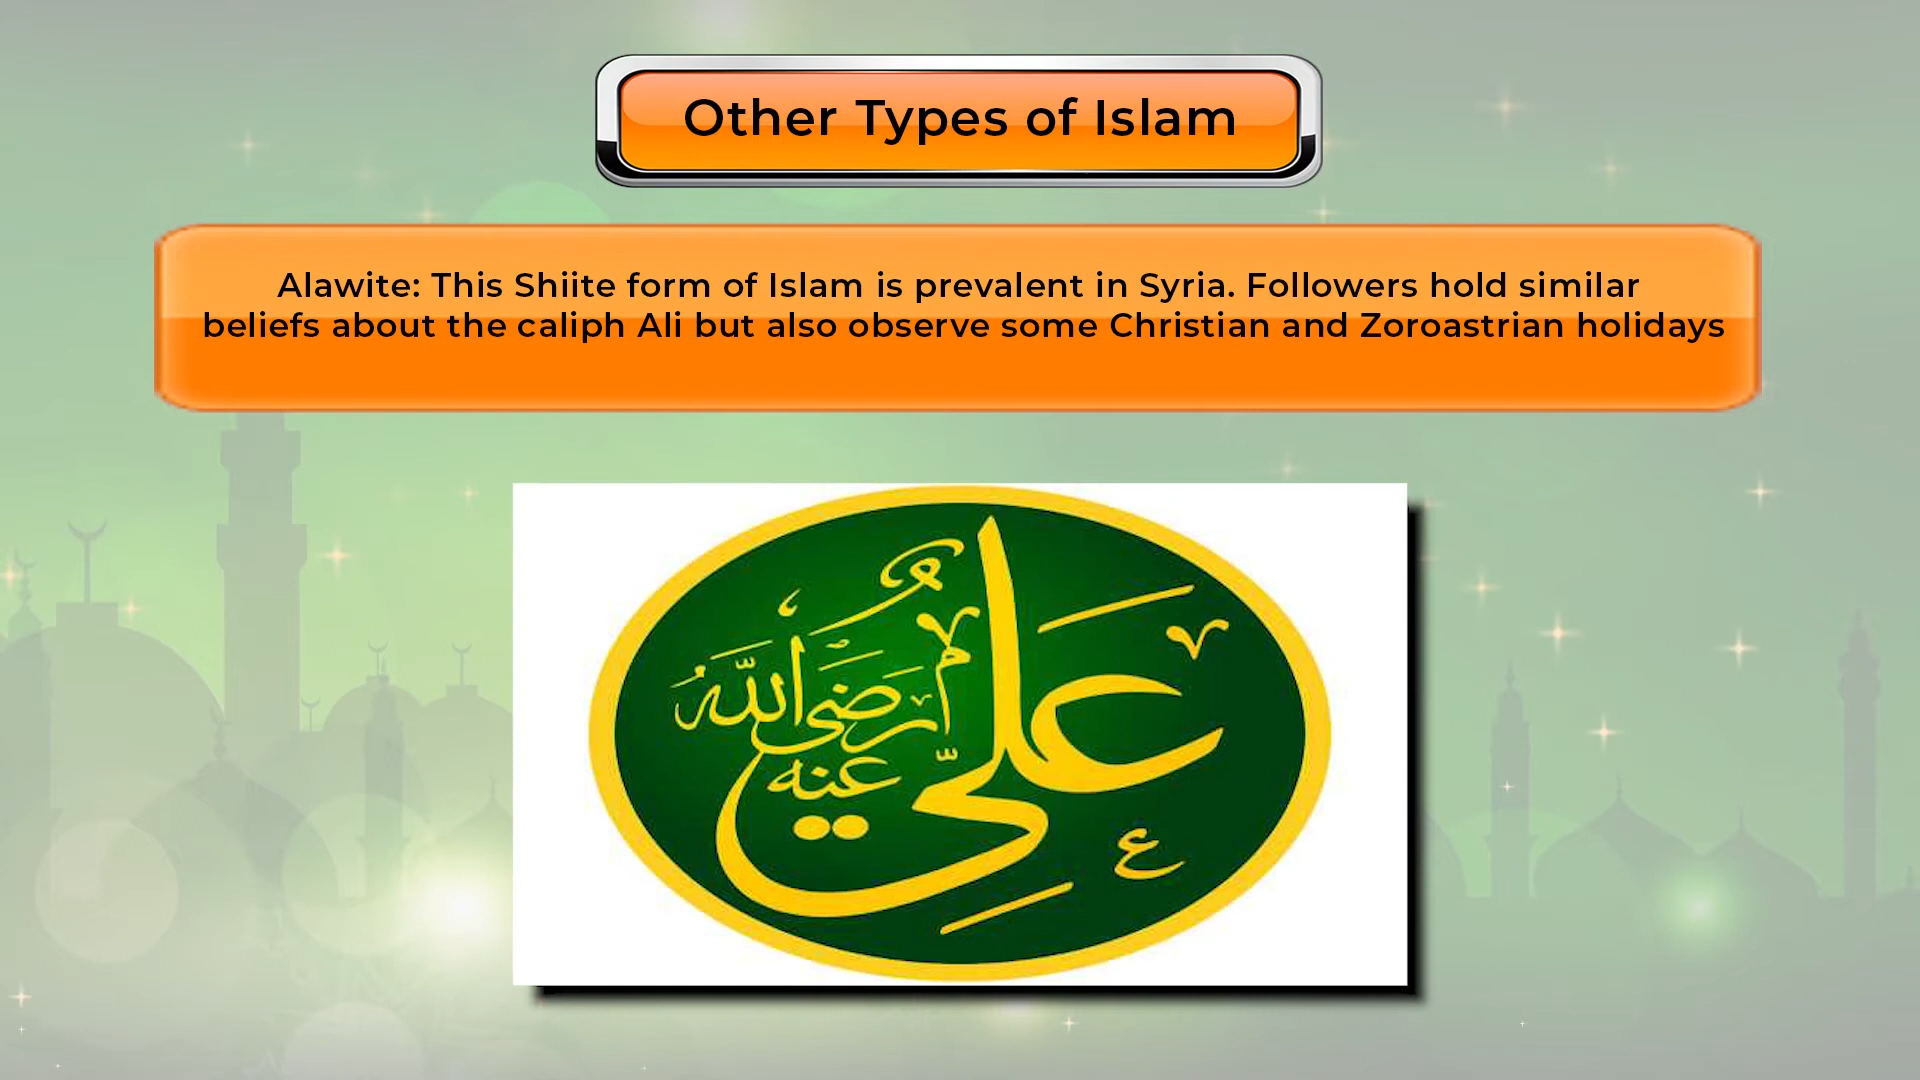 Other Types of Islam
Alawite: This Shiite form of Islam is prevalent in Syria. Followers hold similar
beliefs about the caliph Ali but also observe some Christian and Zoroastrian holidays
علي
رضي الله
عنه